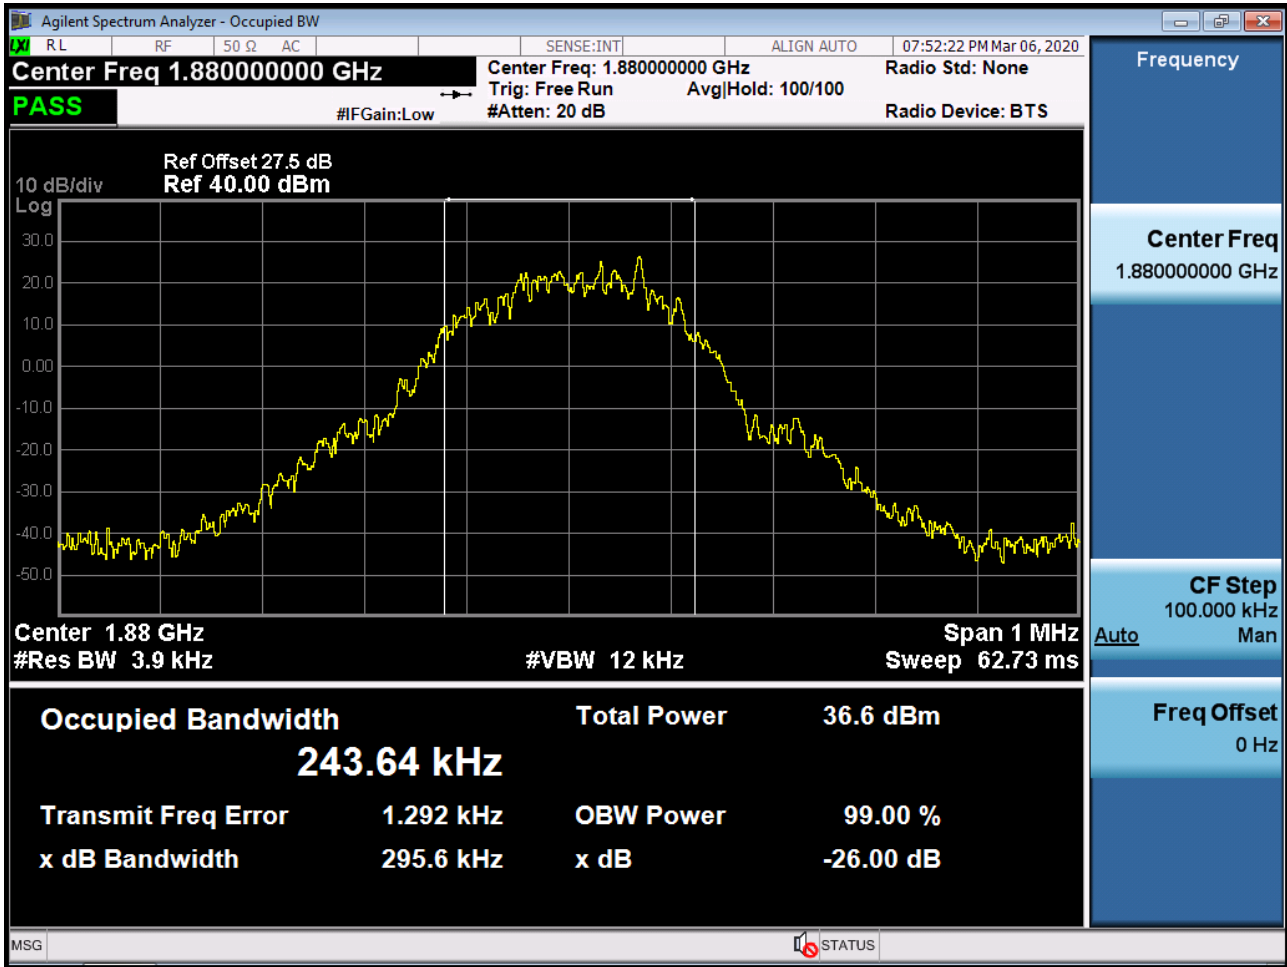 Agilent Spectrum Analyzer - Occupied BW
LXI RL RF 50 Ω AC SENSE:INT ALIGN AUTO 07:52:22 PM Mar 06, 2020
Center Freq 1.880000000 GHz
Center Freq: 1.880000000 GHz Radio Std: None
Trig: Free Run Avg|Hold: 100/100
PASS
#IFGain:Low #Atten: 20 dB Radio Device: BTS
Frequency
Ref Offset 27.5 dB
10 dB/div Ref 40.00 dBm
Log
30.0
20.0
10.0
0.00
-10.0
-20.0
-30.0
-40.0
-50.0
Center Freq
1.880000000 GHz
CF Step
100.000 kHz
Auto Man
Freq Offset
0 Hz
Center 1.88 GHz Span 1 MHz
#Res BW 3.9 kHz #VBW 12 kHz Sweep 62.73 ms
Occupied Bandwidth Total Power 36.6 dBm
243.64 kHz
Transmit Freq Error 1.292 kHz OBW Power 99.00 %
x dB Bandwidth 295.6 kHz x dB -26.00 dB
MSG STATUS